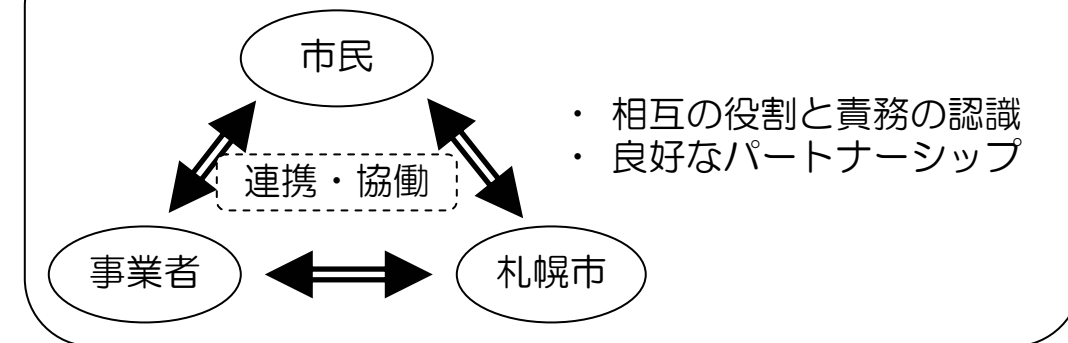 市民
・ 相互の役割と責務の認識
・ 良好なパートナーシップ
連携・協働
事業者
札幌市